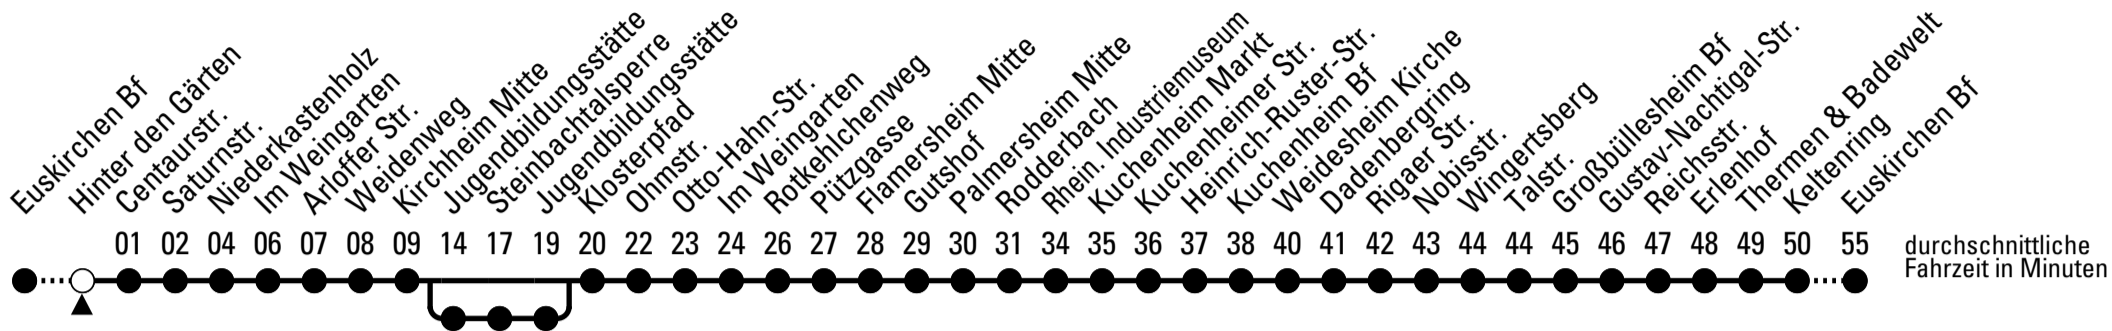 Euskirchen Bf
Hinter den Gärten
Centaurstr.
Saturnstr.
Niederkastenholz
Im Weingarten
Arloffer Str.
Weidenweg
Kirchheim Mitte
Jugendbildungsstätte
Steinbachtalsperre
Jugendbildungsstätte
Klosterpfad
Ohmstr.
Otto-Hahn-Str.
Im Weingarten
Rotkehlchenweg
Pützgasse
Flamersheim Mitte
Gutshof
Palmersheim Mitte
Rodderbach
Rhein. Industriemuseum
Kuchenheim Markt
Kuchenheimer Str.
Heinrich-Ruster-Str.
Kuchenheim Bf
Weidesheim Kirche
Dadenbergring
Rigaer Str.
Nobisstr.
Wingertsberg
Talstr.
Großbüllesheim Bf
Gustav-Nachtigal-Str.
Reichsstr.
Erlenhof
Thermen & Badewelt
Keltenring
Euskirchen Bf
01 02 04 06 07 08 09 14 17 19 20 22 23 24 26 27 28 29 30 31 34 35 36 37 38 40 41 42 43 44 44 45 46 47 48 49 50 55
durchschnittliche
Fahrzeit in Minuten